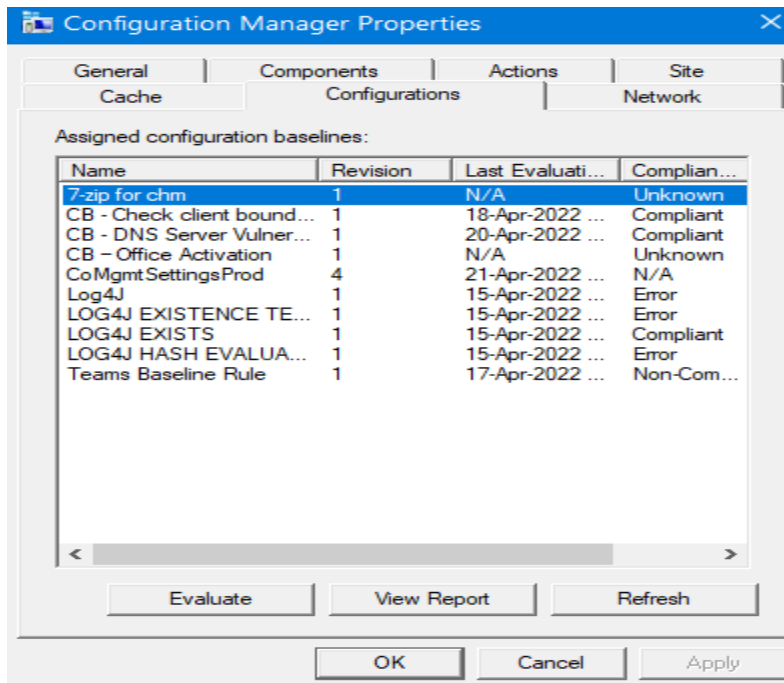 Configuration Manager Properties
General Components Actions Site
Cache Configurations Network
Assigned configuration baselines:
Name Revision Last Evaluati... Complian...
7-zip for chm 1 N/A Unknown
CB - Check client bound... 1 18-Apr-2022 ... Compliant
CB - DNS Server Vulner... 1 20-Apr-2022 ... Compliant
CB – Office Activation 1 N/A Unknown
CoMgmtSettingsProd 4 21-Apr-2022 ... N/A
Log4J 1 15-Apr-2022 ... Error
LOG4J EXISTENCE TE... 1 15-Apr-2022 ... Error
LOG4J EXISTS 1 15-Apr-2022 ... Compliant
LOG4J HASH EVALUA... 1 15-Apr-2022 ... Error
Teams Baseline Rule 1 17-Apr-2022 ... Non-Com...
Evaluate View Report Refresh
OK Cancel Apply